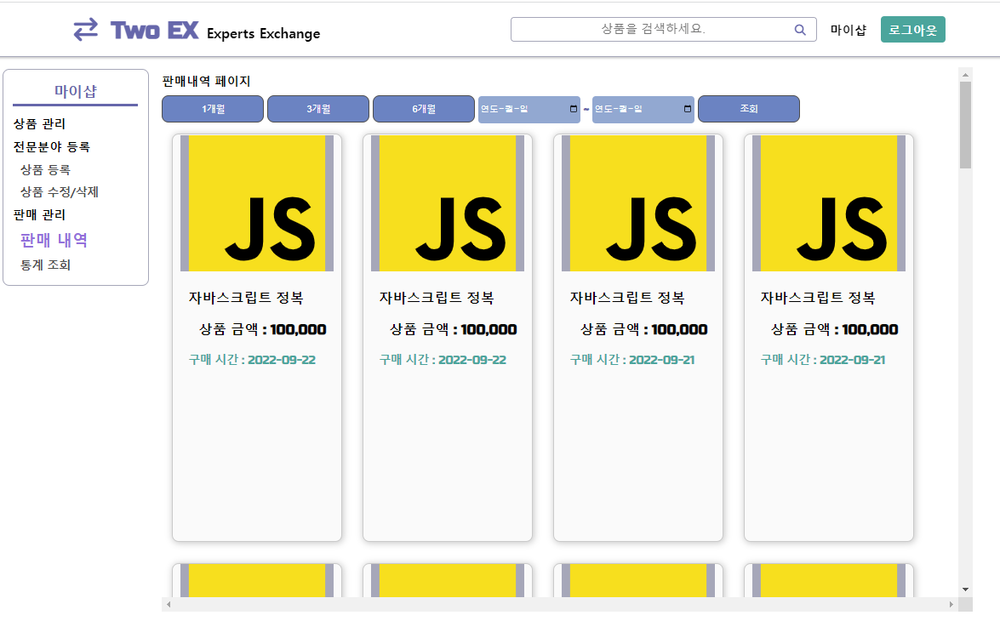 Two EX Experts Exchange 상품을 검색하세요. 마이샵 로그아웃
마이샵
상품 관리
전문분야 등록
상품 등록
상품 수정/삭제
판매 관리
판매 내역
통계 조회
판매내역 페이지
1개월 3개월 6개월 연도-월-일 ~ 연도-월-일 조회
JS JS JS JS
자바스크립트 정복 자바스크립트 정복 자바스크립트 정복 자바스크립트 정복
상품 금액 : 100,000 상품 금액 : 100,000 상품 금액 : 100,000 상품 금액 : 100,000
구매 시간 : 2022-09-22 구매 시간 : 2022-09-22 구매 시간 : 2022-09-21 구매 시간 : 2022-09-21